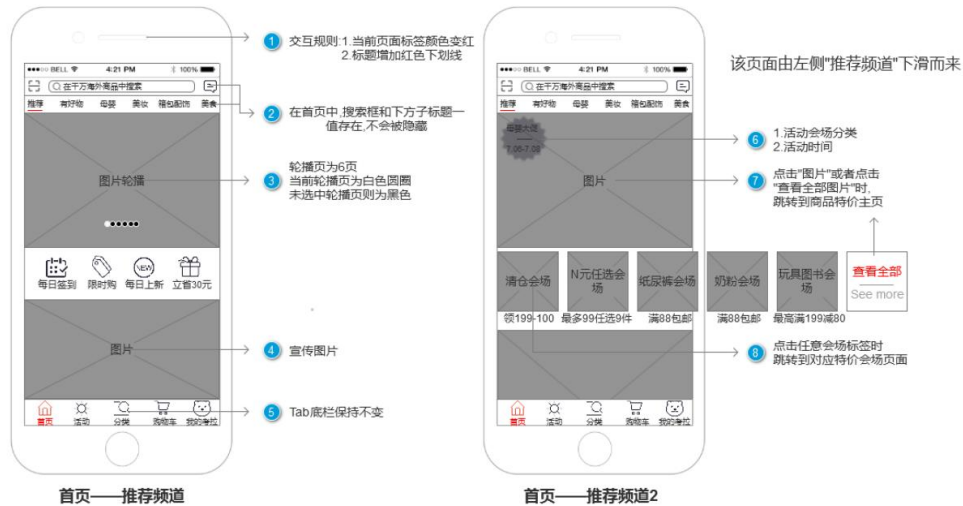 ●●●○○ BELL 4:21 PM 100%
在千万海外商品中搜索
推荐 有好物 母婴 美妆 箱包配饰 美食
图片轮播
每日签到 限时购 NEW 每日上新 立省30元
图片
首页 活动 分类 购物车 我的考拉
首页——推荐频道
1 交互规则:1.当前页面标签颜色变红
2.标题增加红色下划线
2 在首页中,搜索框和下方子标题一
值存在,不会被隐藏
3 轮播页为6页
当前轮播页为白色圆圈
未选中轮播页则为黑色
4 宣传图片
5 Tab底栏保持不变
●●●○○ BELL 4:21 PM 100%
在千万海外商品中搜索
推荐 有好物 母婴 美妆 箱包配饰 美食
母婴大促
7.06-7.08
图片
清仓会场 N元任选会
场 纸尿裤会场 奶粉会场 玩具图书会
场 查看全部
See more
领199-100 最多99任选9件 满88包邮 满88包邮 最高满199减80
首页 活动 分类 购物车 我的考拉
首页——推荐频道2
该页面由左侧"推荐频道"下滑而来
6 1.活动会场分类
2.活动时间
7 点击"图片"或者点击
"查看全部图片"时,
跳转到商品特价主页
8 点击任意会场标签时
跳转到对应特价会场页面